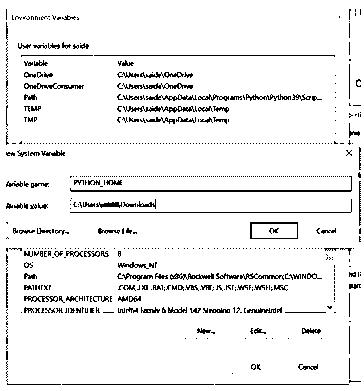 Environment Variables
User variables for saide
Variable Value
OneDrive C:\Users\saide\OneDrive
OneDriveConsumer C:\Users\saide\OneDrive
Path C:\Users\saide\AppData\Local\Programs\Python\Python39\Scrip...
TEMP C:\Users\saide\AppData\Local\Temp
TMP C:\Users\saide\AppData\Local\Temp
ew System Variable
ariable name: PYTHON_HOME
ariable value: C:\Users\saide\Downloads
Browse Directory... Browse File... OK Cancel
NUMBER_OF_PROCESSORS 8
OS Windows_NT
Path C:\Program Files (x86)\Rockwell Software\RSCommon;C:\WINDO...
PATHEXT .COM;.EXE;.BAT;.CMD;.VBS;.VBE;.JS;.JSE;.WSF;.WSH;.MSC
PROCESSOR_ARCHITECTURE AMD64
PROCESSOR_IDENTIFIER Intel64 Family 6 Model 142 Stepping 12, GenuineIntel
New... Edit... Delete
OK Cancel